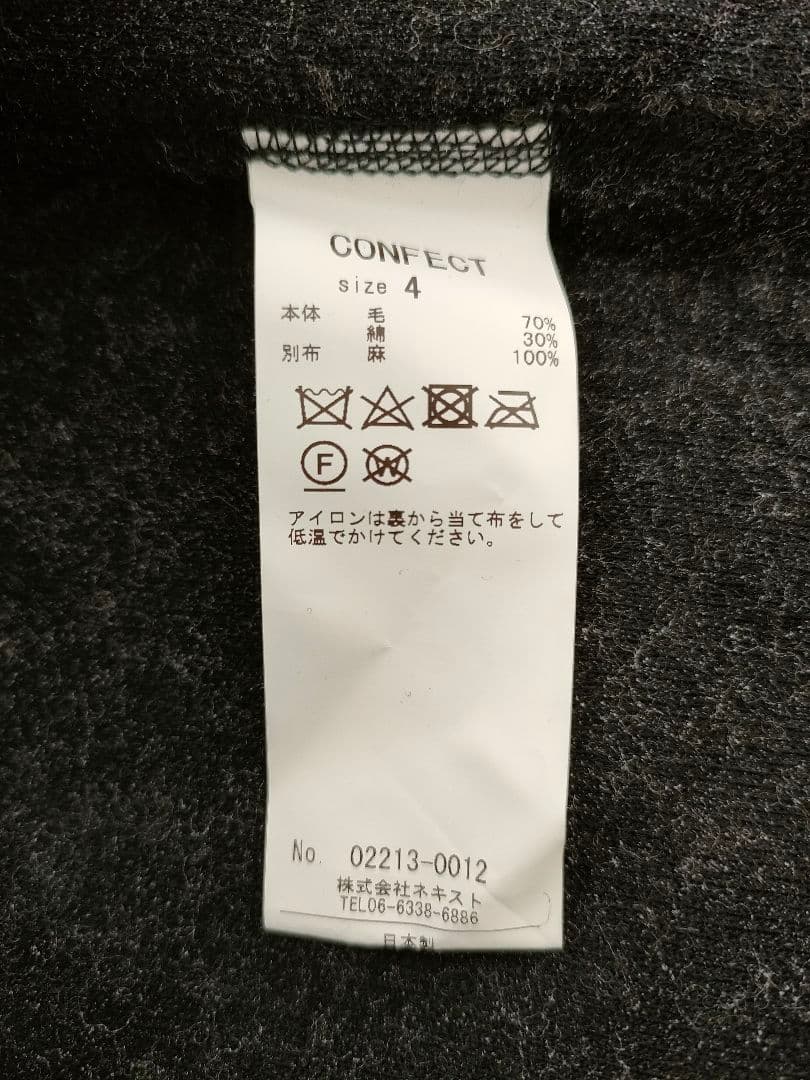 CONFECT
size 4
本体 毛 70%
綿 30%
別布 麻 100%
F W
アイロンは裏から当て布をして
低温でかけてください。
No. 02213-0012
株式会社ネキスト
TEL06-6338-6886
日本製